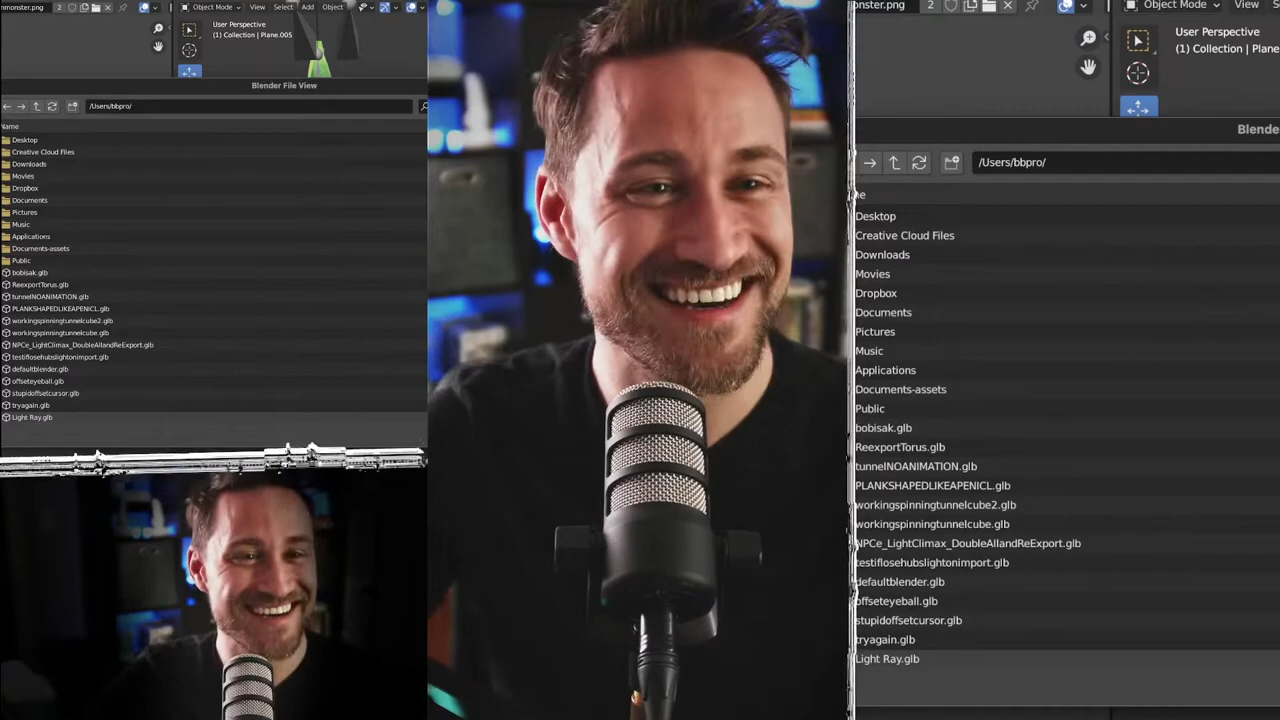 nmonster.png 2 Object Mode View Select Add Object
User Perspective
(1) Collection | Plane.005
Blender File View
/Users/bbpro/
Name
Desktop
Creative Cloud Files
Downloads
Movies
Dropbox
Documents
Pictures
Music
Applications
Documents-assets
Public
bobisak.glb
ReexportTorus.glb
tunnelNOANIMATION.glb
PLANKSHAPEDLIKEAPENICL.glb
workingspinningtunnelcube2.glb
workingspinningtunnelcube.glb
NPCe_LightClimax_DoubleAllandReExport.glb
testiflosehubslightonimport.glb
defaultblender.glb
offseteyeball.glb
stupidoffsetcursor.glb
tryagain.glb
Light Ray.glb
onster.png 2 Object Mode View
User Perspective
(1) Collection | Plane
Blende
/Users/bbpro/
me
Desktop
Creative Cloud Files
Downloads
Movies
Dropbox
Documents
Pictures
Music
Applications
Documents-assets
Public
bobisak.glb
ReexportTorus.glb
tunnelNOANIMATION.glb
PLANKSHAPEDLIKEAPENICL.glb
workingspinningtunnelcube2.glb
workingspinningtunnelcube.glb
NPCe_LightClimax_DoubleAllandReExport.glb
testiflosehubslightonimport.glb
defaultblender.glb
offseteyeball.glb
stupidoffsetcursor.glb
tryagain.glb
Light Ray.glb